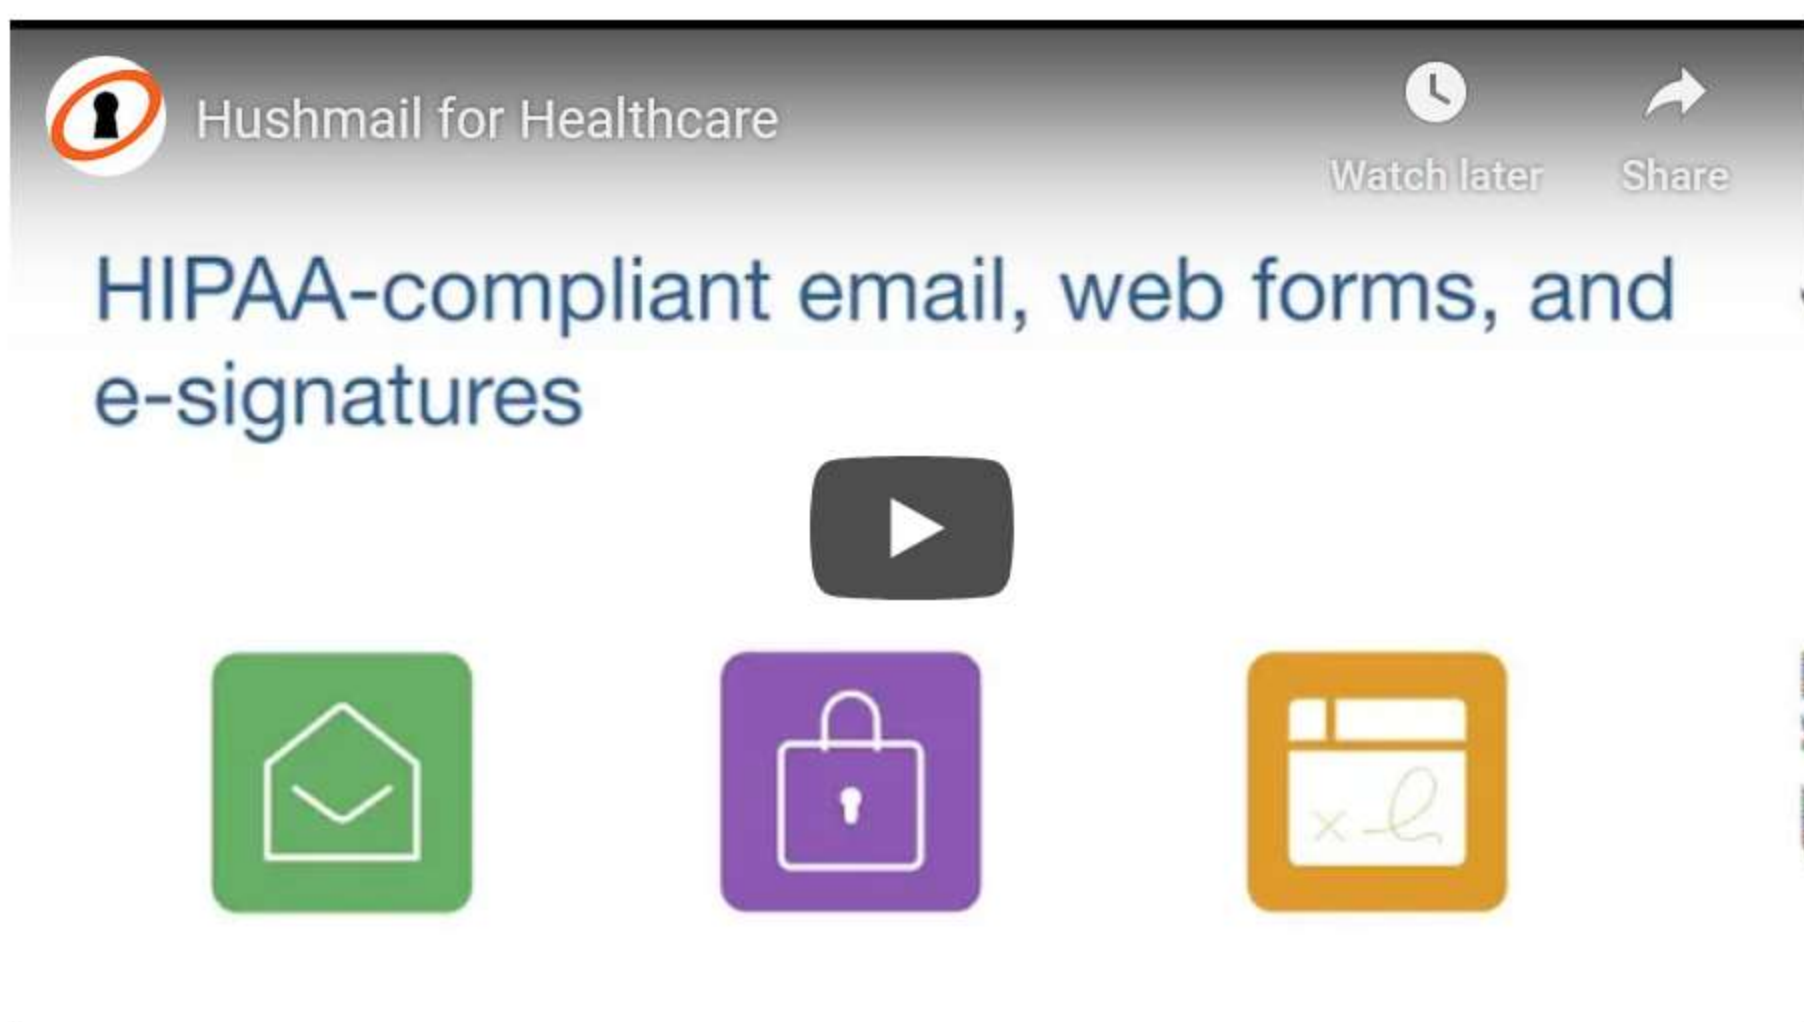 Hushmail for Healthcare
Watch later
Share
HIPAA-compliant email, web forms, and
e-signatures